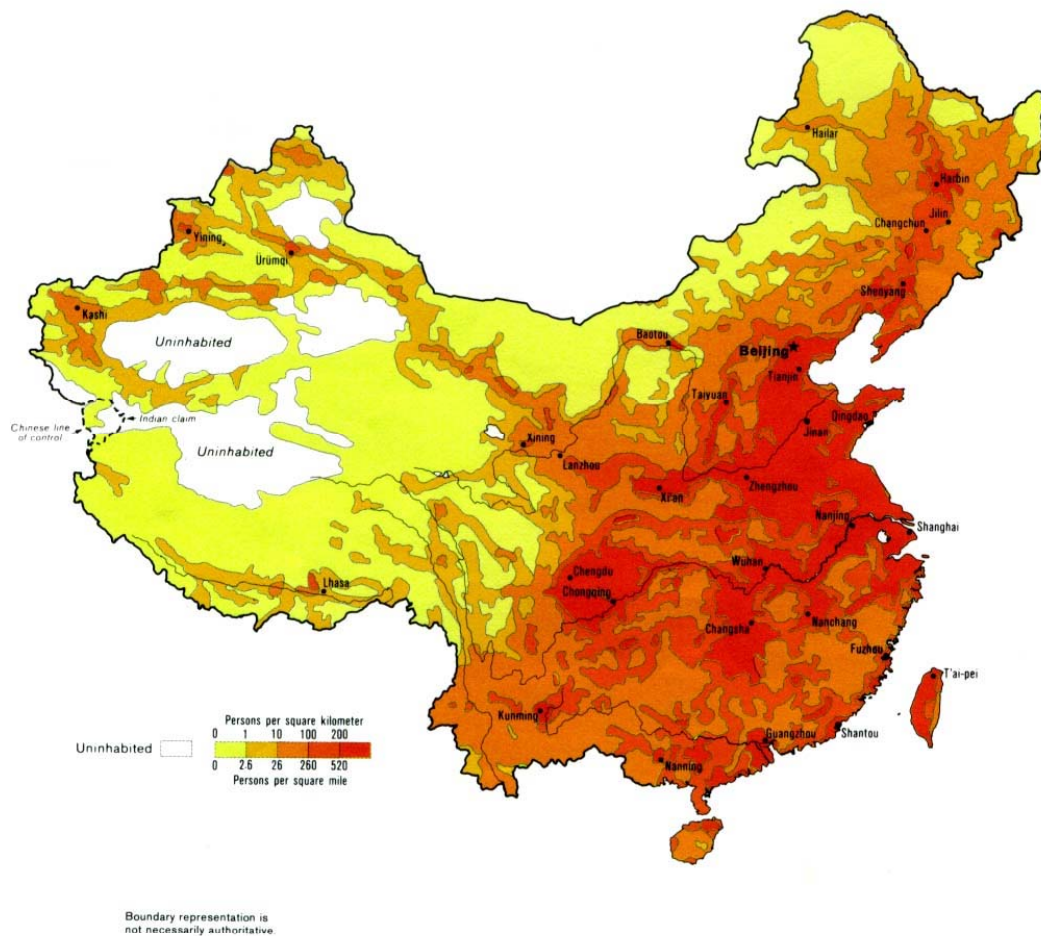 Hailar
Harbin
Jilin
Changchun
Yining
Ürümqi
Shenyang
Kashi
Baotou
Uninhabited
Beijing
Tianjin
Taiyuan
Indian claim
Qingdao
Chinese line
of control
Jinan
Xining
Uninhabited
Lanzhou
Zhengzhou
Xi'an
Nanjing
Shanghai
Wuhan
Chengdu
Lhasa
Chongqing
Nanchang
Changsha
Fuzhou
T'ai-pei
Kunming
Persons per square kilometer
Shantou
Guangzhou
0 1 10 100 200
Uninhabited
0 2.6 26 260 520
Nanning
Persons per square mile
Boundary representation is
not necessarily authoritative.